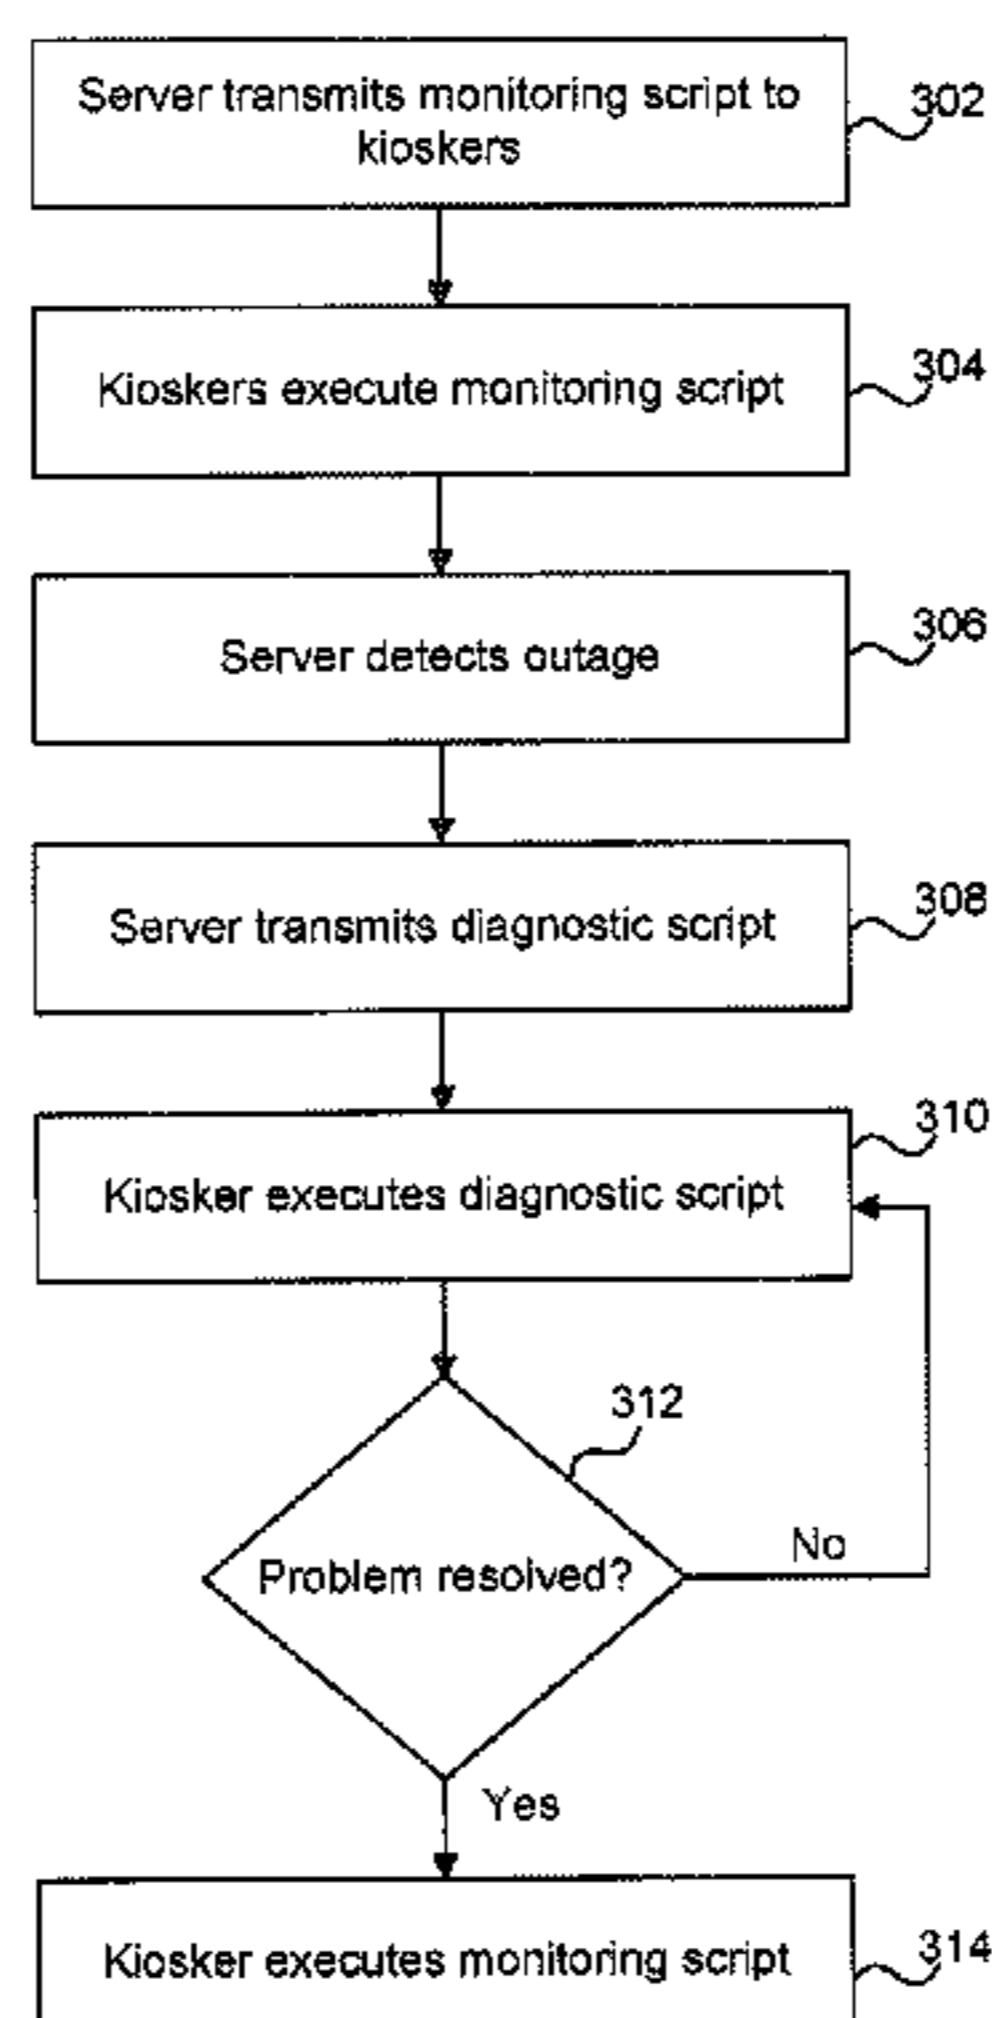 Server transmits monitoring script to
kioskers
302
Kioskers execute monitoring script
304
Server detects outage
306
Server transmits diagnostic script
308
Kiosker executes diagnostic script
310
312
Problem resolved?
No
Yes
Kiosker executes monitoring script
314